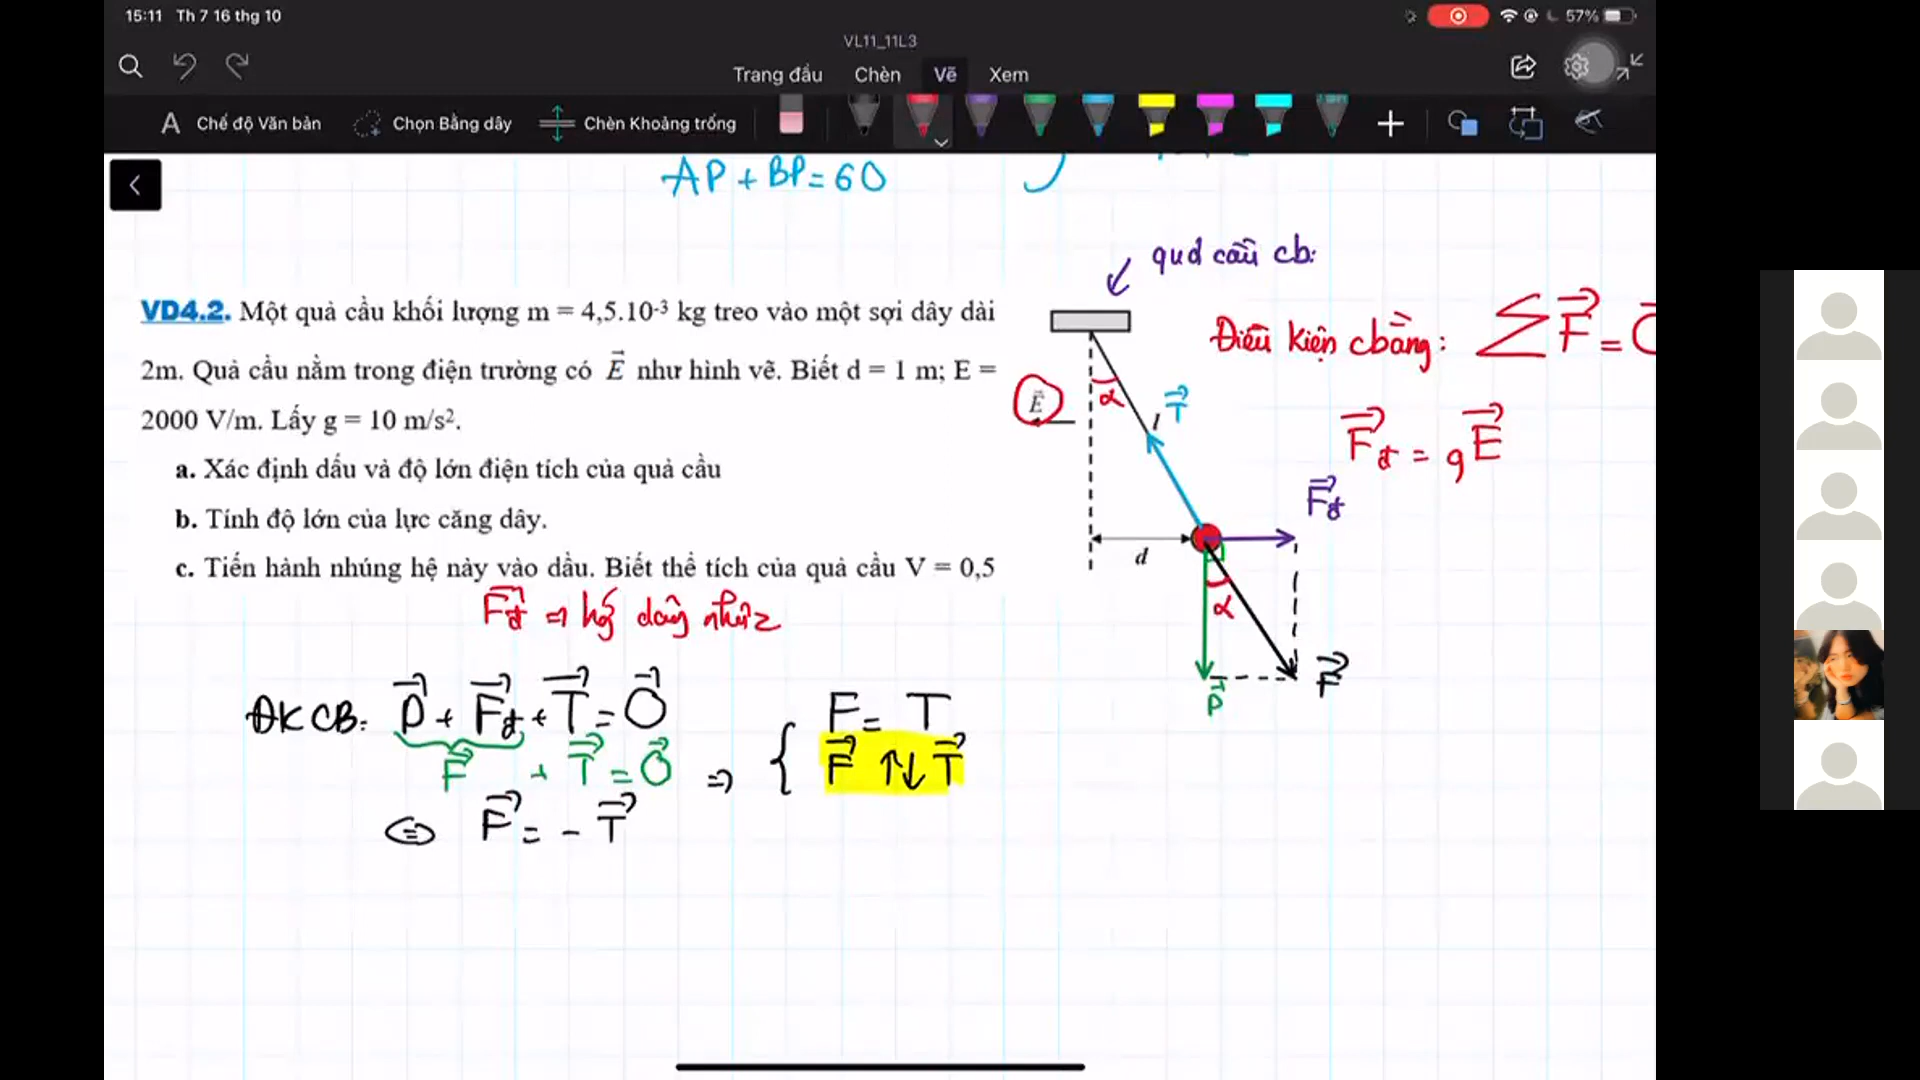 15:11 Th 7 16 thg 10
57%
VL11_11L3
Trang đầu Chèn Vẽ Xem
Chế độ Văn bản Chọn Bằng dây Chèn Khoảng trống
AP + BP = 60
quả cầu cb:
VD4.2. Một quả cầu khối lượng m = 4,5.10⁻³ kg treo vào một sợi dây dài
2m. Quả cầu nằm trong điện trường có E⃗ như hình vẽ. Biết d = 1 m; E =
2000 V/m. Lấy g = 10 m/s².
a. Xác định dấu và độ lớn điện tích của quả cầu
b. Tính độ lớn của lực căng dây.
c. Tiến hành nhúng hệ này vào dầu. Biết thể tích của quả cầu V = 0,5
Điều kiện cbằng: ∑F⃗ = 0
E⃗
α
T⃗
l
F⃗đ = qE⃗
F⃗đ
d
α
P⃗
F⃗
F⃗đ ⇒
ĐKCB: P⃗ + F⃗đ + T⃗ = 0⃗
F⃗ + T⃗ = 0⃗ ⇒ { F = T
F⃗ ↑↓ T⃗
⇔ F⃗ = - T⃗